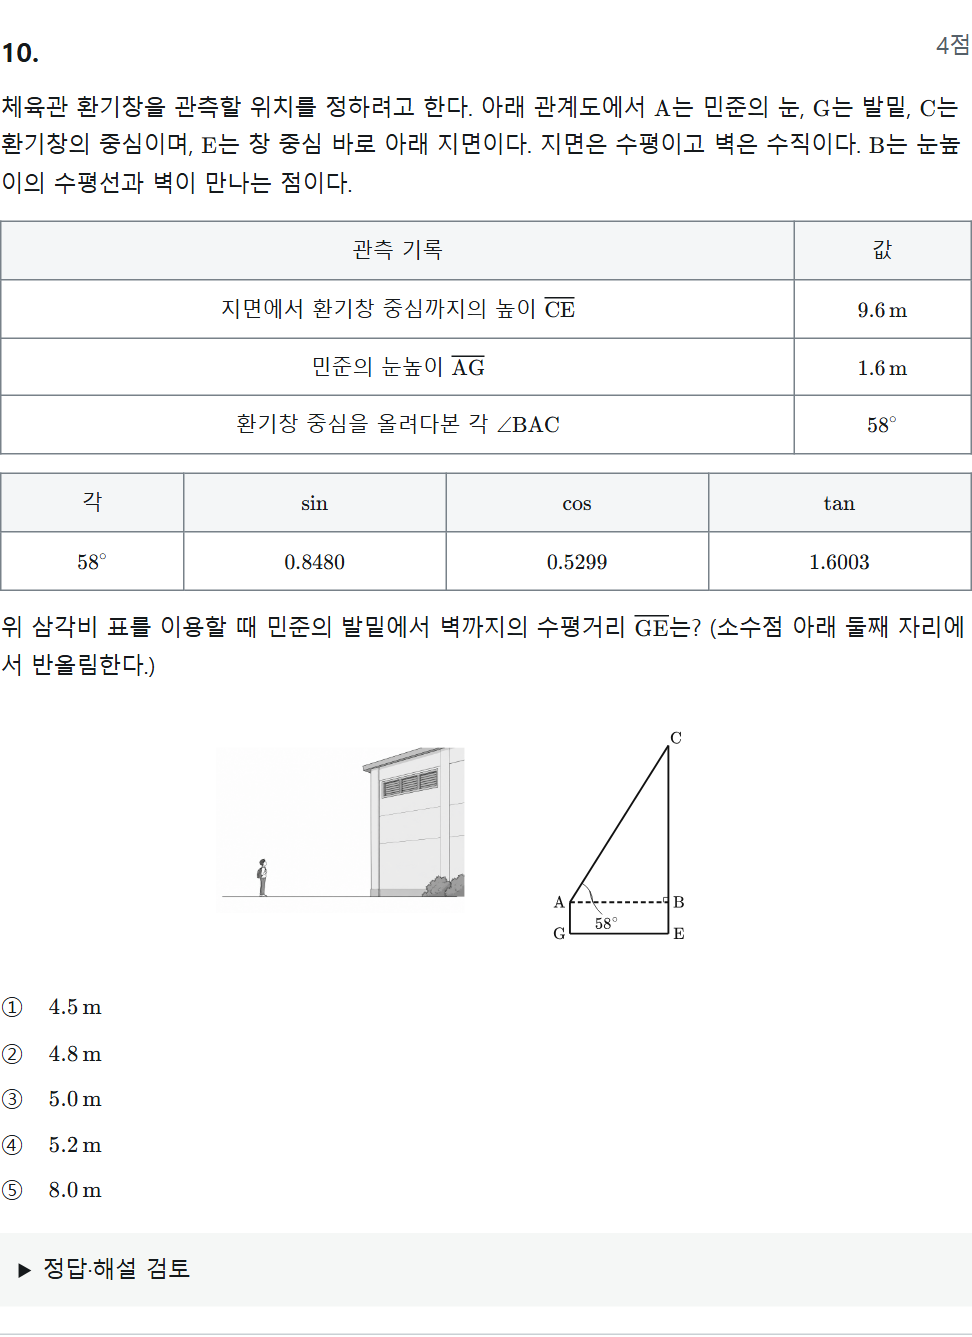 10.
4점
체육관 환기창을 관측할 위치를 정하려고 한다. 아래 관계도에서 A는 민준의 눈, G는 발밑, C는
환기창의 중심이며, E는 창 중심 바로 아래 지면이다. 지면은 수평이고 벽은 수직이다. B는 눈높
이의 수평선과 벽이 만나는 점이다.
관측 기록 값
지면에서 환기창 중심까지의 높이 C̅E̅ 9.6 m
민준의 눈높이 A̅G̅ 1.6 m
환기창 중심을 올려다본 각 ∠BAC 58°
각 sin cos tan
58° 0.8480 0.5299 1.6003
위 삼각비 표를 이용할 때 민준의 발밑에서 벽까지의 수평거리 G̅E̅는? (소수점 아래 둘째 자리에
서 반올림한다.)
C
A B
58°
G E
① 4.5 m
② 4.8 m
③ 5.0 m
④ 5.2 m
⑤ 8.0 m
▶ 정답·해설 검토